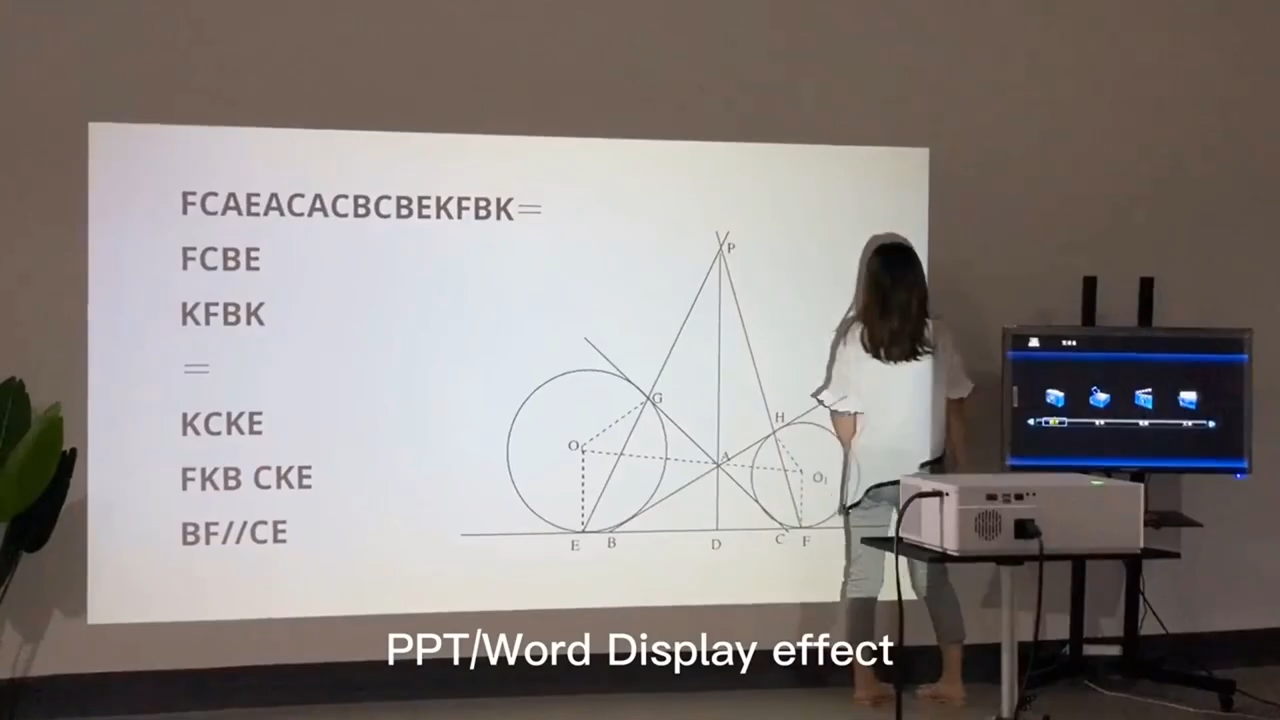 FCAEACACBCBEKFBK=
FCBE
KFBK
=
KCKE
FKB CKE
BF//CE
P
G
H
O
A
O1
E B D C F
PPT/Word Display effect